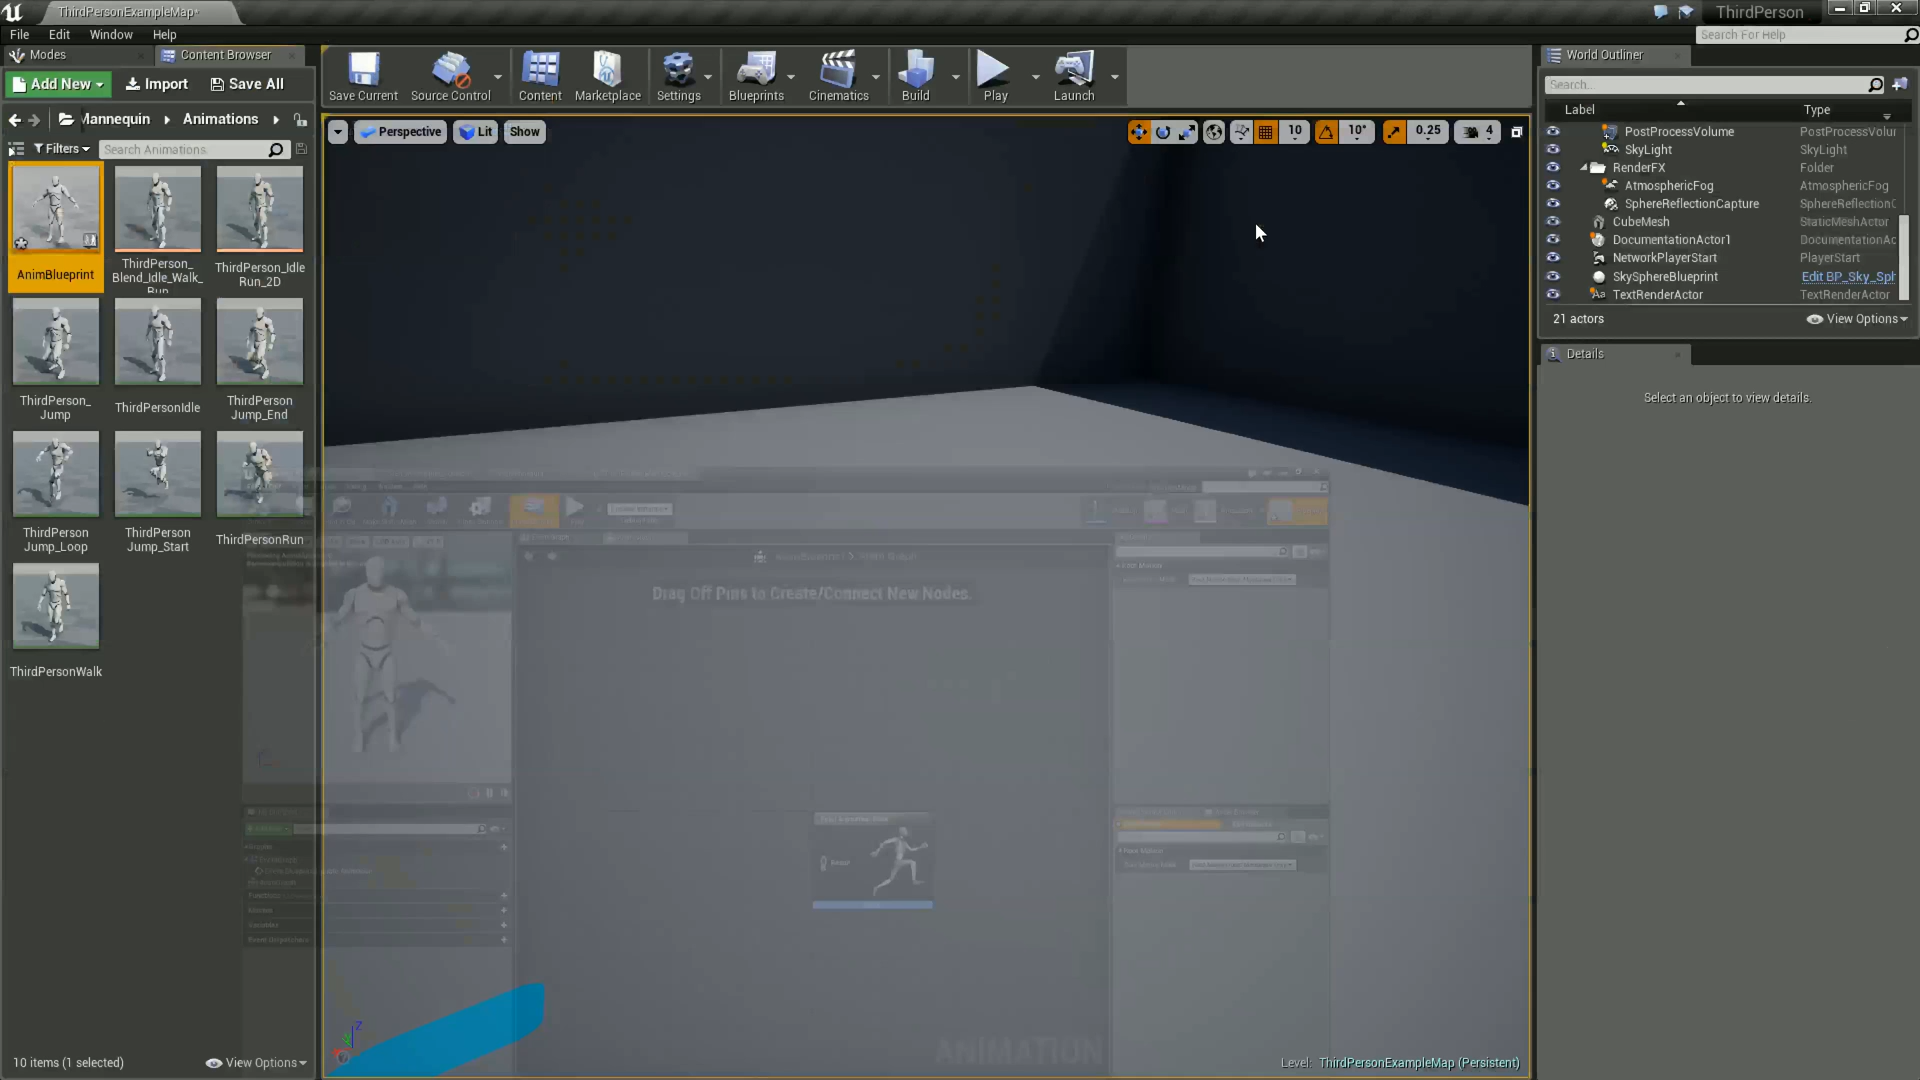 ThirdPersonExampleMap*
ThirdPerson
File Edit Window Help
Search For Help
Modes
Content Browser
Add New
Import
Save All
Mannequin
Animations
Filters
Search Animations
AnimBlueprint
ThirdPerson_
Blend_Idle_Walk_
Run
ThirdPerson_Idle
Run_2D
ThirdPerson_
Jump
ThirdPersonIdle
ThirdPerson
Jump_End
ThirdPerson
Jump_Loop
ThirdPerson
Jump_Start
ThirdPersonRun
ThirdPersonWalk
10 items (1 selected)
View Options
Save Current
Source Control
Content
Marketplace
Settings
Blueprints
Cinematics
Build
Play
Launch
Perspective
Lit
Show
10
10°
0.25
4
Drag Off Pins to Create/Connect New Nodes.
ANIMATION
Level: ThirdPersonExampleMap (Persistent)
World Outliner
Search...
Label Type
PostProcessVolume PostProcessVolu
SkyLight SkyLight
RenderFX Folder
AtmosphericFog AtmosphericFog
SphereReflectionCapture SphereReflectionC
CubeMesh StaticMeshActor
DocumentationActor1 DocumentationAc
NetworkPlayerStart PlayerStart
SkySphereBlueprint Edit BP_Sky_Sph
TextRenderActor TextRenderActor
21 actors
View Options
Details
Select an object to view details.